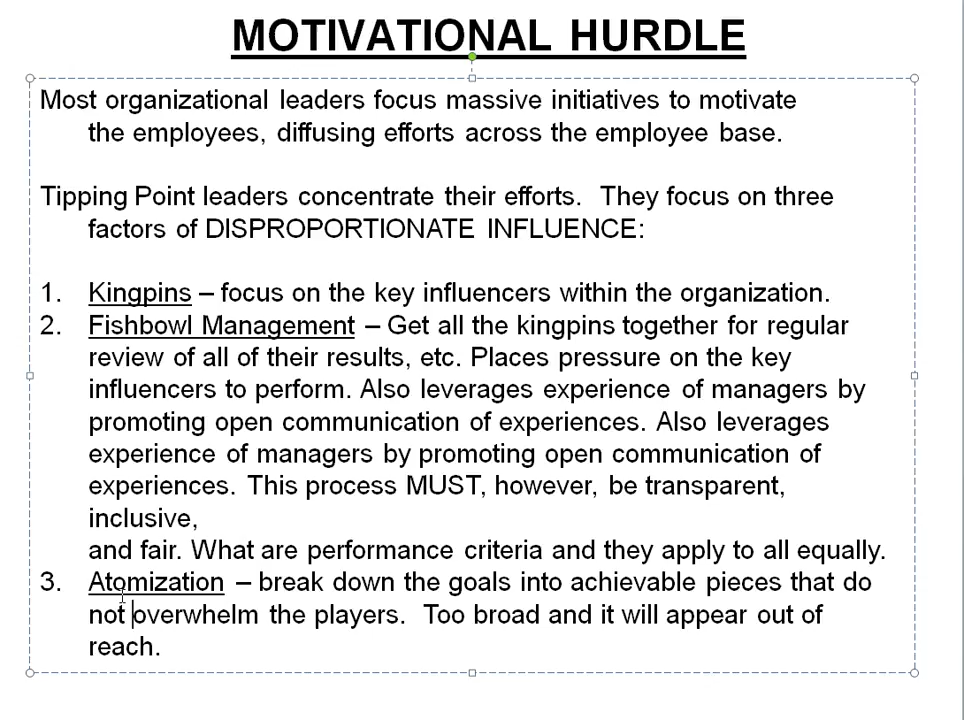 MOTIVATIONAL HURDLE
Most organizational leaders focus massive initiatives to motivate
the employees, diffusing efforts across the employee base.
Tipping Point leaders concentrate their efforts.  They focus on three
factors of DISPROPORTIONATE INFLUENCE:
1. Kingpins – focus on the key influencers within the organization.
2. Fishbowl Management – Get all the kingpins together for regular
review of all of their results, etc. Places pressure on the key
influencers to perform. Also leverages experience of managers by
promoting open communication of experiences. Also leverages
experience of managers by promoting open communication of
experiences. This process MUST, however, be transparent,
inclusive,
and fair. What are performance criteria and they apply to all equally.
3. Atomization – break down the goals into achievable pieces that do
not overwhelm the players.  Too broad and it will appear out of
reach.